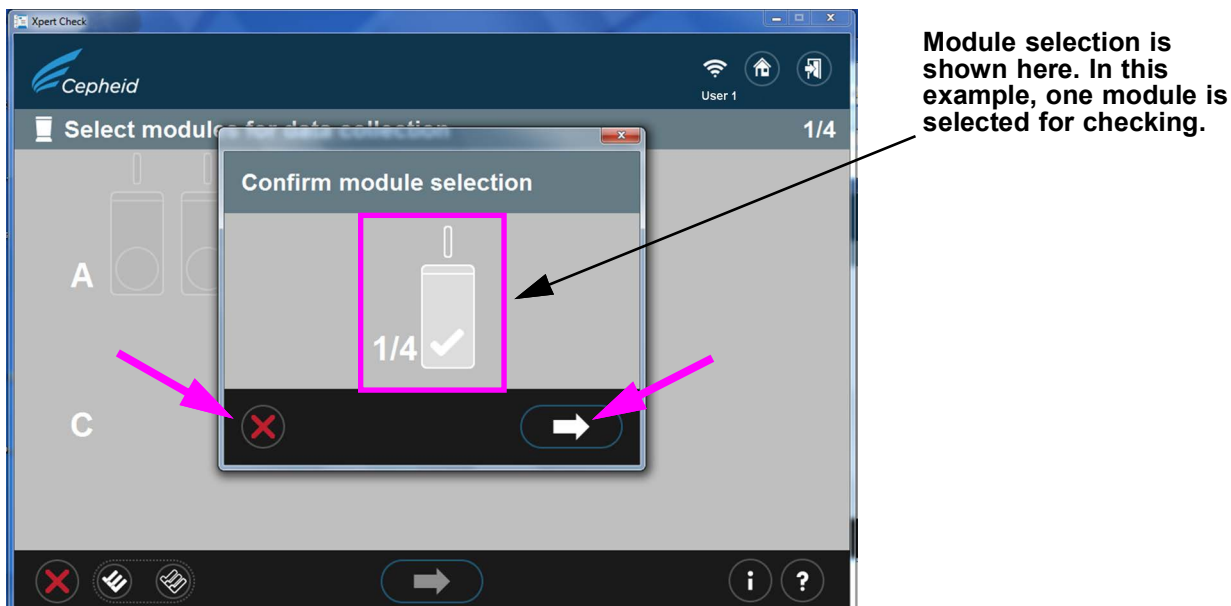 Xpert Check
Cepheid
User 1
Select modules for data collection
1/4
Confirm module selection
A
1/4
C
i
?
Module selection is
shown here. In this
example, one module is
selected for checking.